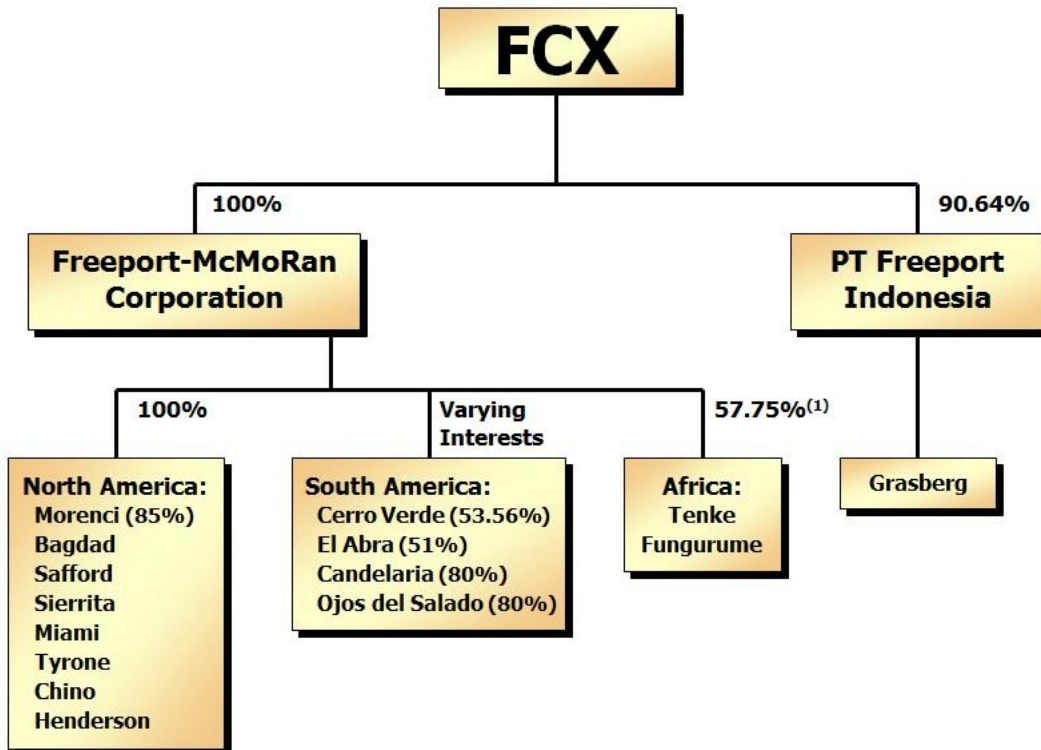 FCX
100%
90.64%
Freeport-McMoRan
Corporation
PT Freeport
Indonesia
100%
Varying
Interests
57.75%(1)
North America:
Morenci (85%)
Bagdad
Safford
Sierrita
Miami
Tyrone
Chino
Henderson
South America:
Cerro Verde (53.56%)
El Abra (51%)
Candelaria (80%)
Ojos del Salado (80%)
Africa:
Tenke
Fungurume
Grasberg